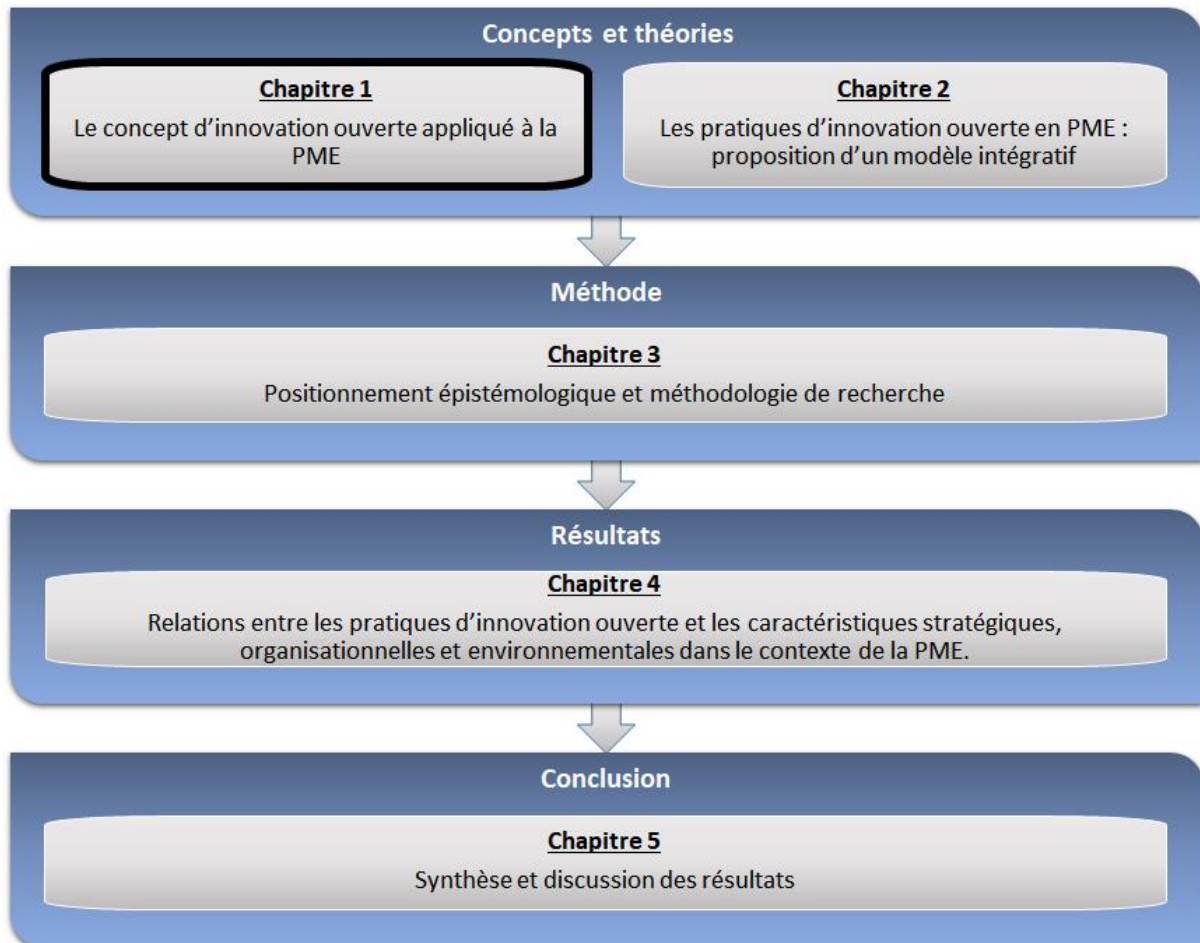 Concepts et théories
Chapitre 1
Le concept d’innovation ouverte appliqué à la
PME
Chapitre 2
Les pratiques d’innovation ouverte en PME :
proposition d’un modèle intégratif
Méthode
Chapitre 3
Positionnement épistémologique et méthodologie de recherche
Résultats
Chapitre 4
Relations entre les pratiques d’innovation ouverte et les caractéristiques stratégiques,
organisationnelles et environnementales dans le contexte de la PME.
Conclusion
Chapitre 5
Synthèse et discussion des résultats